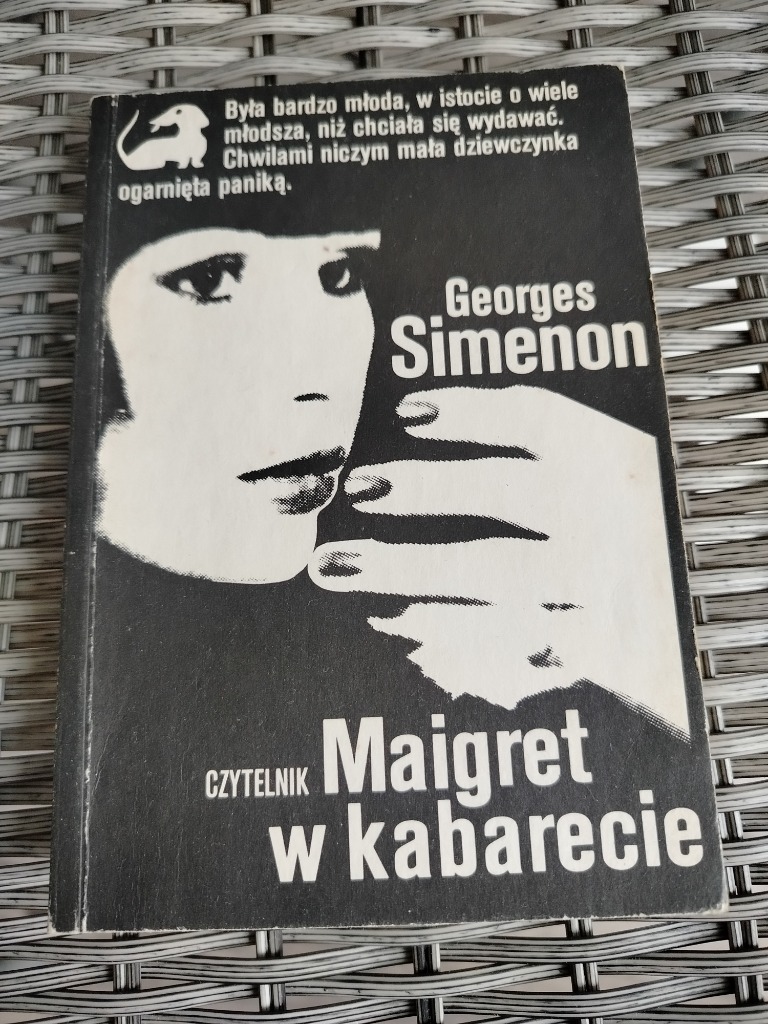 Była bardzo młoda, w istocie o wiele
młodsza, niż chciała się wydawać.
Chwilami niczym mała dziewczynka
ogarnięta paniką.
Georges
Simenon
CZYTELNIK Maigret
w kabarecie